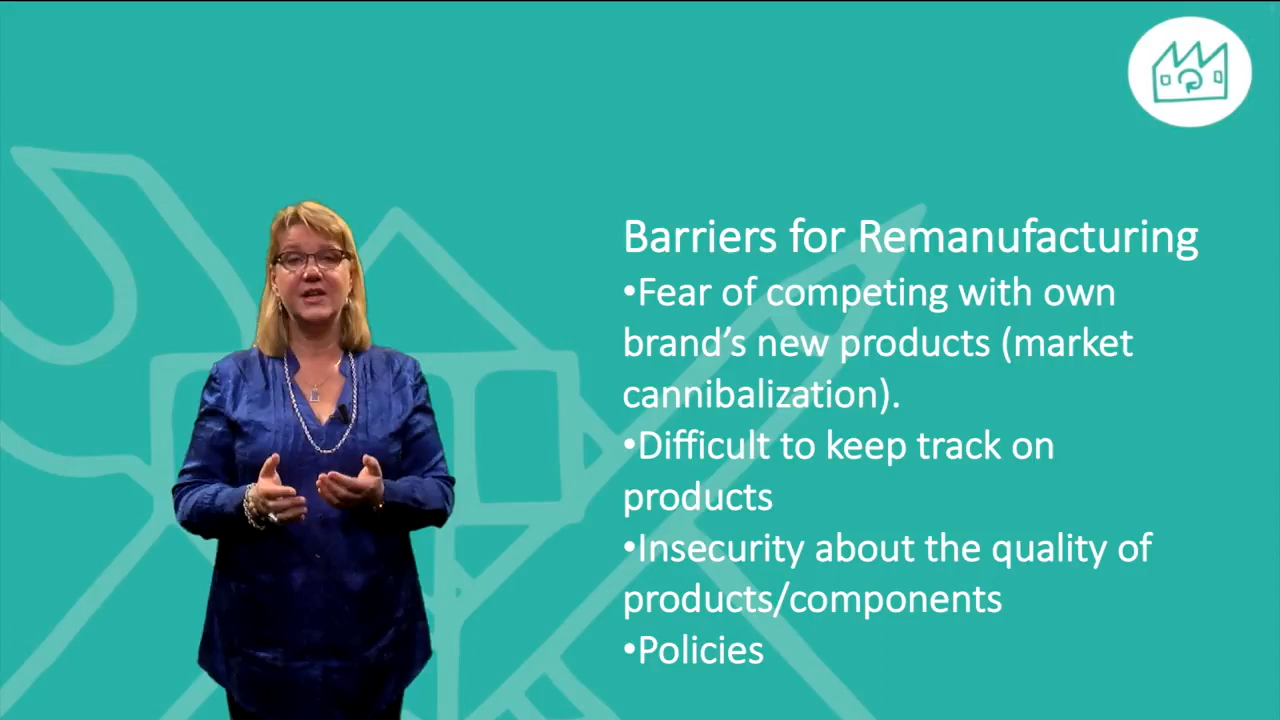 Barriers for Remanufacturing
•Fear of competing with own
brand’s new products (market
cannibalization).
•Difficult to keep track on
products
•Insecurity about the quality of
products/components
•Policies